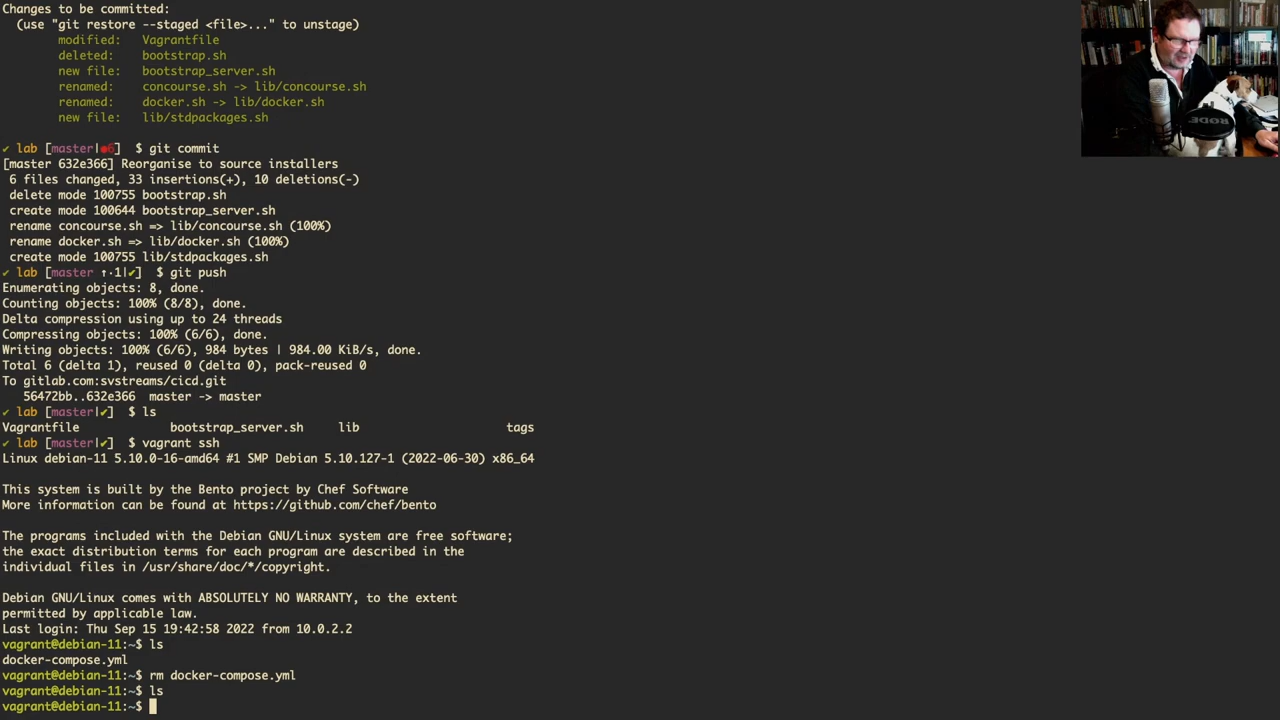 Changes to be committed:
(use "git restore --staged <file>..." to unstage)
modified: Vagrantfile
deleted: bootstrap.sh
new file: bootstrap_server.sh
renamed: concourse.sh -> lib/concourse.sh
renamed: docker.sh -> lib/docker.sh
new file: lib/stdpackages.sh
✔ lab [master|●6] $ git commit
[master 632e366] Reorganise to source installers
6 files changed, 33 insertions(+), 10 deletions(-)
delete mode 100755 bootstrap.sh
create mode 100644 bootstrap_server.sh
rename concourse.sh => lib/concourse.sh (100%)
rename docker.sh => lib/docker.sh (100%)
create mode 100755 lib/stdpackages.sh
✔ lab [master ↑·1|✔] $ git push
Enumerating objects: 8, done.
Counting objects: 100% (8/8), done.
Delta compression using up to 24 threads
Compressing objects: 100% (6/6), done.
Writing objects: 100% (6/6), 984 bytes | 984.00 KiB/s, done.
Total 6 (delta 1), reused 0 (delta 0), pack-reused 0
To gitlab.com:svstreams/cicd.git
56472bb..632e366 master -> master
✔ lab [master|✔] $ ls
Vagrantfile bootstrap_server.sh lib tags
✔ lab [master|✔] $ vagrant ssh
Linux debian-11 5.10.0-16-amd64 #1 SMP Debian 5.10.127-1 (2022-06-30) x86_64
This system is built by the Bento project by Chef Software
More information can be found at https://github.com/chef/bento
The programs included with the Debian GNU/Linux system are free software;
the exact distribution terms for each program are described in the
individual files in /usr/share/doc/*/copyright.
Debian GNU/Linux comes with ABSOLUTELY NO WARRANTY, to the extent
permitted by applicable law.
Last login: Thu Sep 15 19:42:58 2022 from 10.0.2.2
vagrant@debian-11:~$ ls
docker-compose.yml
vagrant@debian-11:~$ rm docker-compose.yml
vagrant@debian-11:~$ ls
vagrant@debian-11:~$
RODE